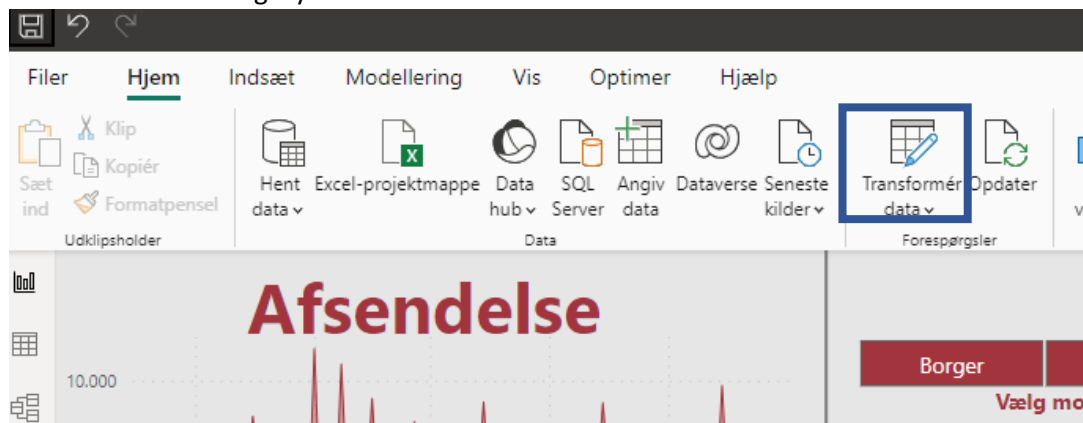 Filer Hjem Indsæt Modellering Vis Optimer Hjælp
Klip
Kopiér
Formatpensel
Sæt
ind
Udklipsholder
Hent
data
Excel-projektmappe
Data
hub
SQL
Server
Angiv
data
Dataverse
Seneste
kilder
Data
Transformér
data
Opdater
Forespørgsler
Afsendelse
10.000
Borger
Vælg